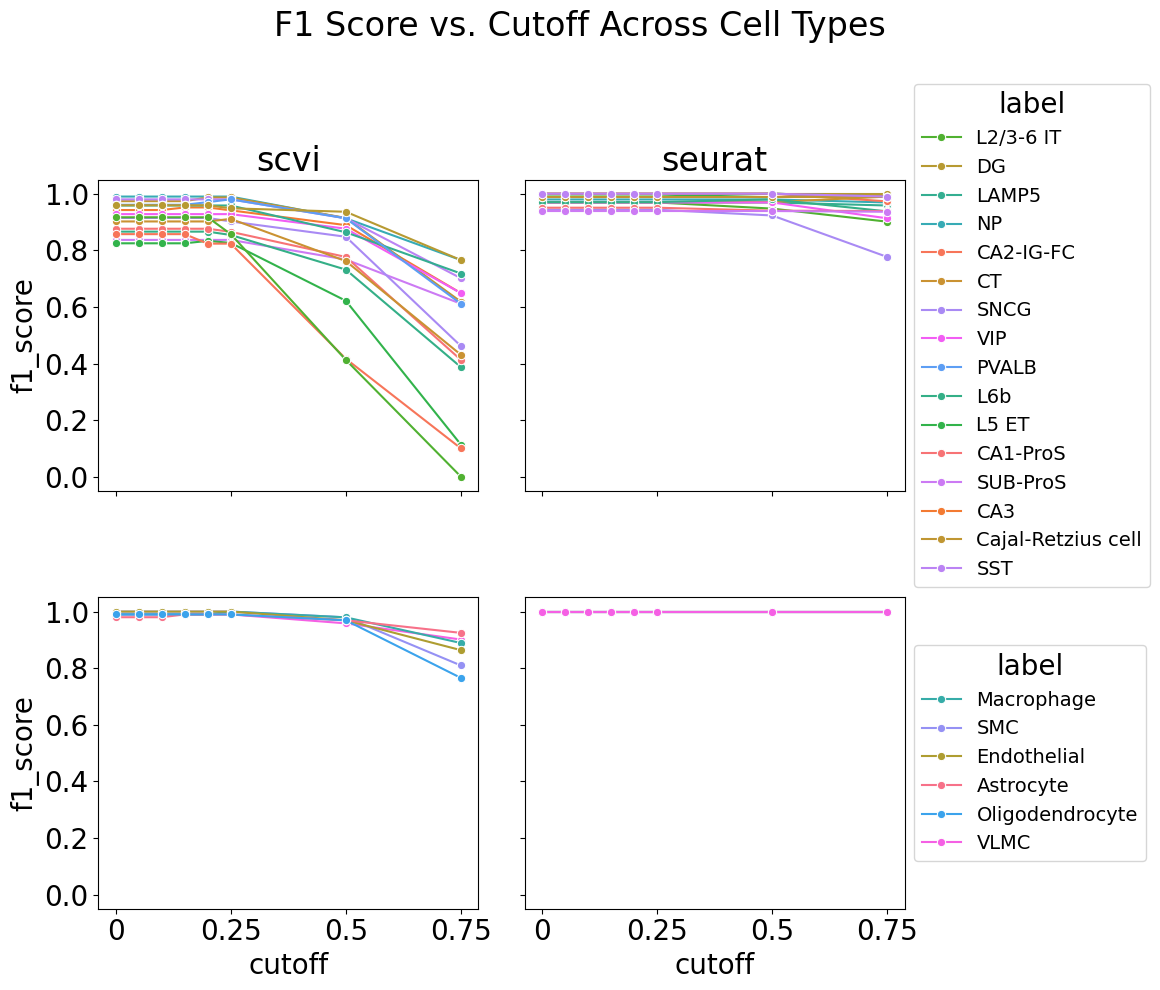 F1 Score vs. Cutoff Across Cell Types
scvi
seurat
label
L2/3-6 IT
DG
LAMP5
NP
CA2-IG-FC
CT
SNCG
VIP
PVALB
L6b
L5 ET
CA1-ProS
SUB-ProS
CA3
Cajal-Retzius cell
SST
f1_score
1.0
0.8
0.6
0.4
0.2
0.0
f1_score
1.0
0.8
0.6
0.4
0.2
0.0
label
Macrophage
SMC
Endothelial
Astrocyte
Oligodendrocyte
VLMC
0 0.25 0.5 0.75
0 0.25 0.5 0.75
cutoff
cutoff